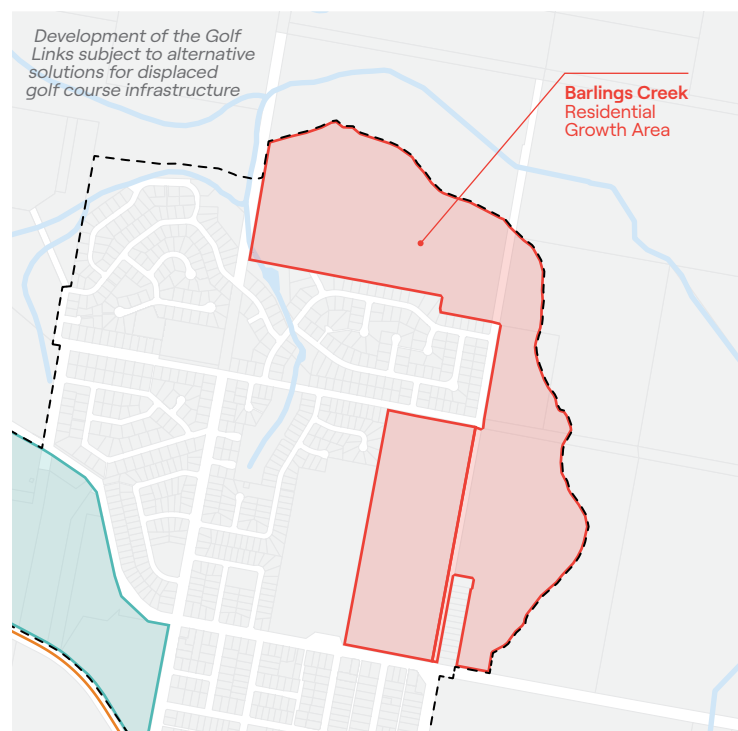 Development of the Golf
Links subject to alternative
solutions for displaced
golf course infrastructure
Barlings Creek
Residential
Growth Area